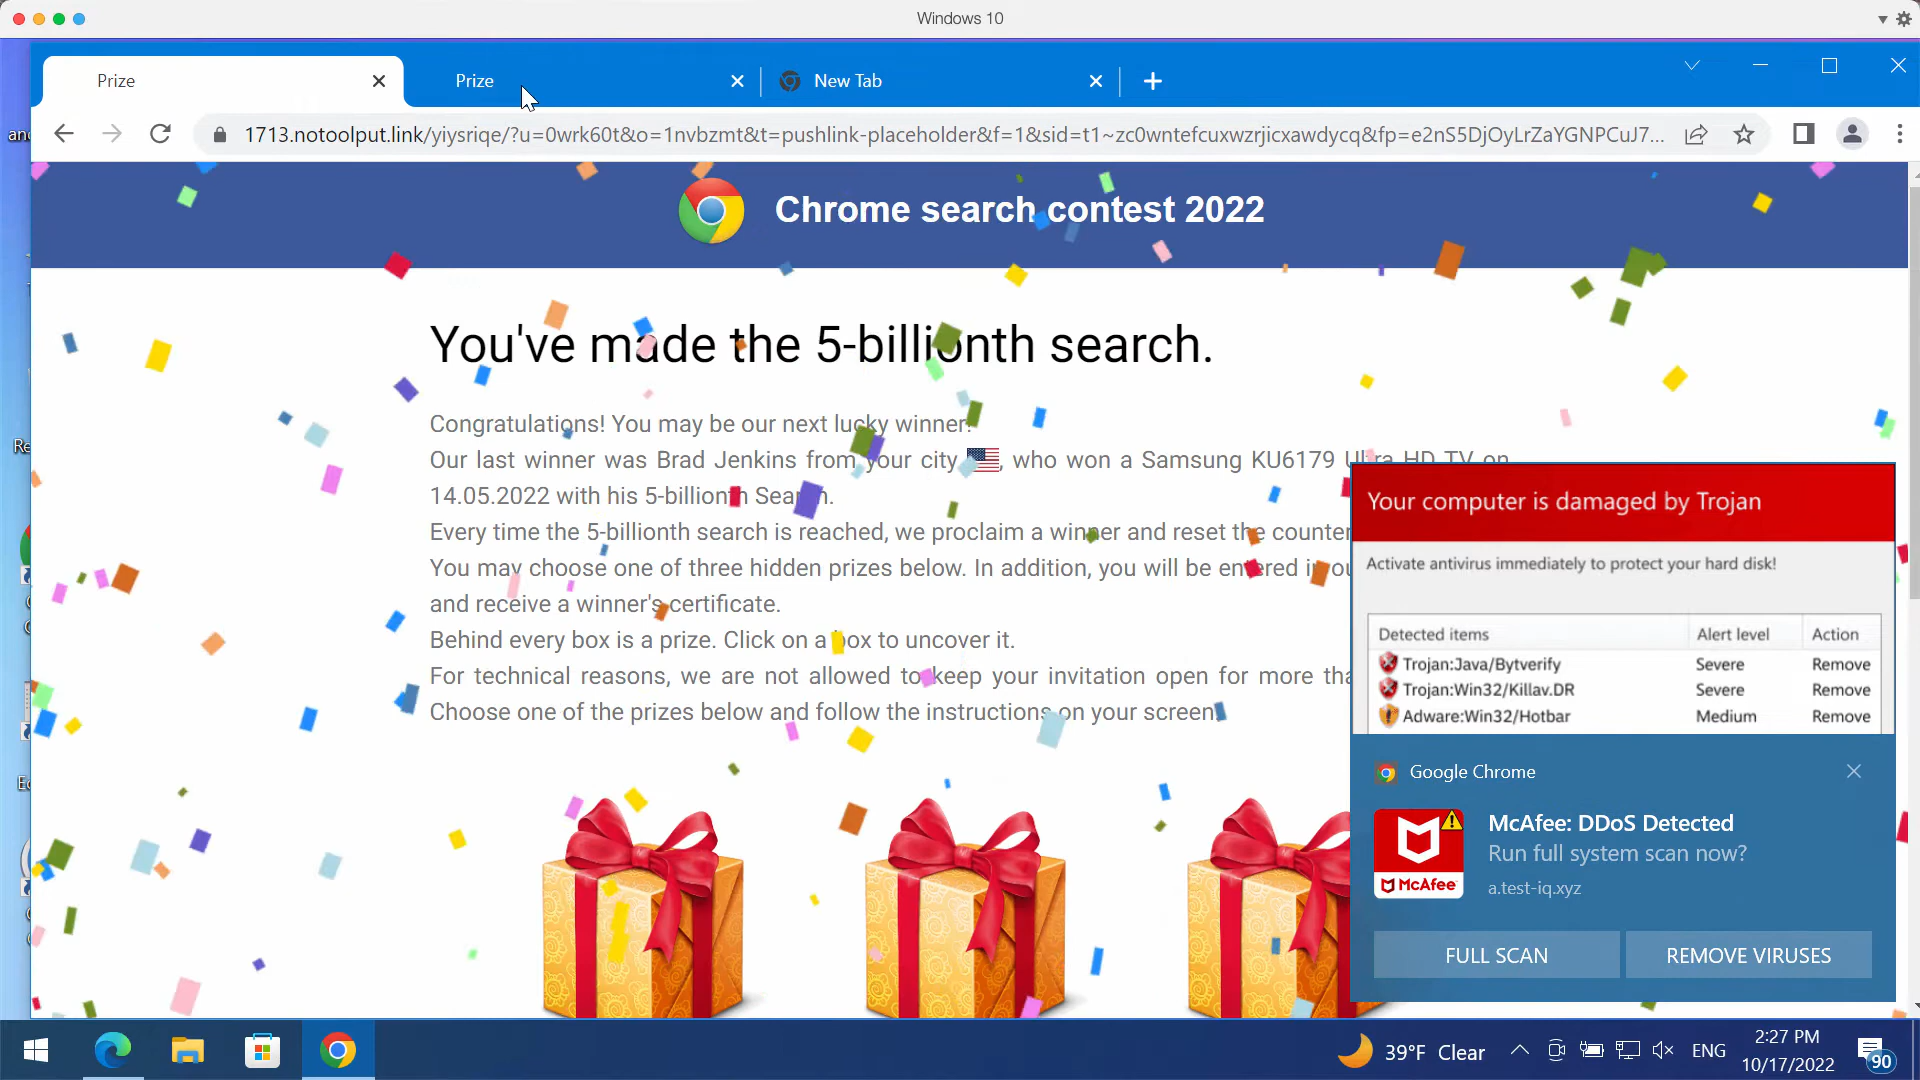 Windows 10
Prize
Prize
New Tab
1713.notoolput.link/yiysriqe/?u=0wrk60t&o=1nvbzmt&t=pushlink-placeholder&f=1&sid=t1~zc0wntefcuxwzrjicxawdycq&fp=e2nS5DjOyLrZaYGNPCuJ7...
Chrome search contest 2022
You've made the 5-billionth search.
Congratulations! You may be our next lucky winner!
Our last winner was Brad Jenkins from your city , who won a Samsung KU6179 Ultra HD TV on
14.05.2022 with his 5-billionth Search.
Every time the 5-billionth search is reached, we proclaim a winner and reset the counter
You may choose one of three hidden prizes below. In addition, you will be entered
and receive a winner's certificate.
Behind every box is a prize. Click on a box to uncover it.
For technical reasons, we are not allowed to keep your invitation open for more
Choose one of the prizes below and follow the instructions on your screen.
Your computer is damaged by Trojan
Activate antivirus immediately to protect your hard disk!
Detected items Alert level Action
Trojan:Java/Bytverify Severe Remove
Trojan:Win32/Killav.DR Severe Remove
Adware:Win32/Hotbar Medium Remove
Google Chrome
McAfee: DDoS Detected
Run full system scan now?
a.test-iq.xyz
McAfee
FULL SCAN REMOVE VIRUSES
39°F Clear
ENG
2:27 PM
10/17/2022
90